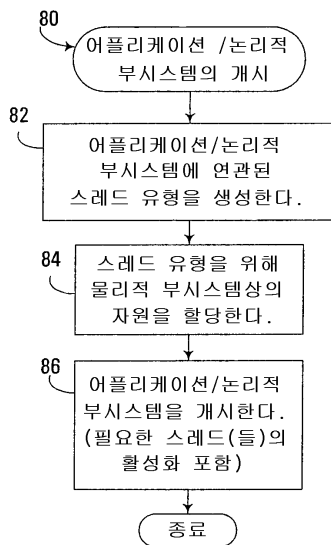 80
어플리케이션 /논리적
부시스템의 개시
82
어플리케이션/논리적
부시스템에 연관된
스레드 유형을 생성한다.
84
스레드 유형을 위해
물리적 부시스템상의
자원을 할당한다.
86
어플리케이션/논리적
부시스템을 개시한다.
(필요한 스레드(들)의
활성화 포함)
종료